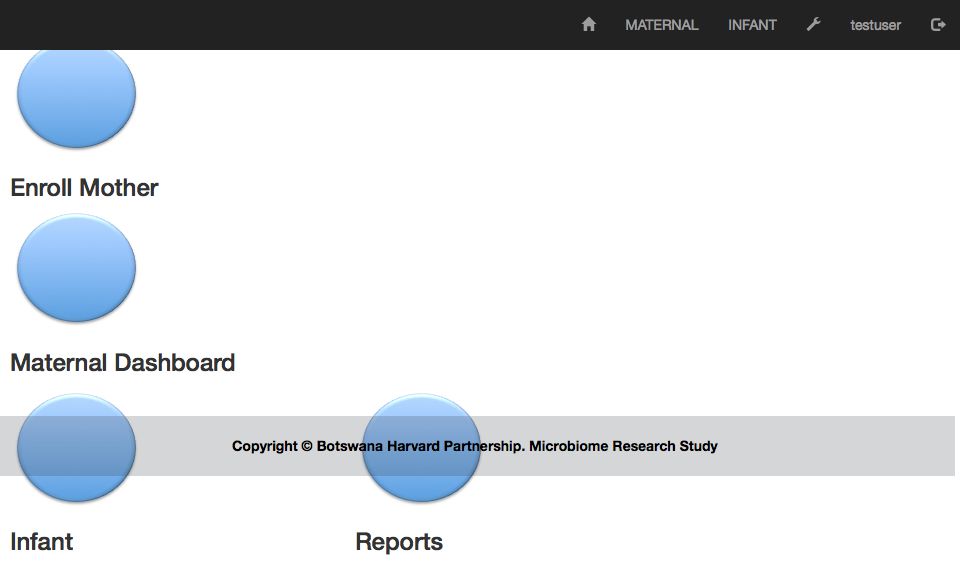 MATERNAL INFANT testuser
Enroll Mother
Maternal Dashboard
Copyright © Botswana Harvard Partnership. Microbiome Research Study
Infant Reports